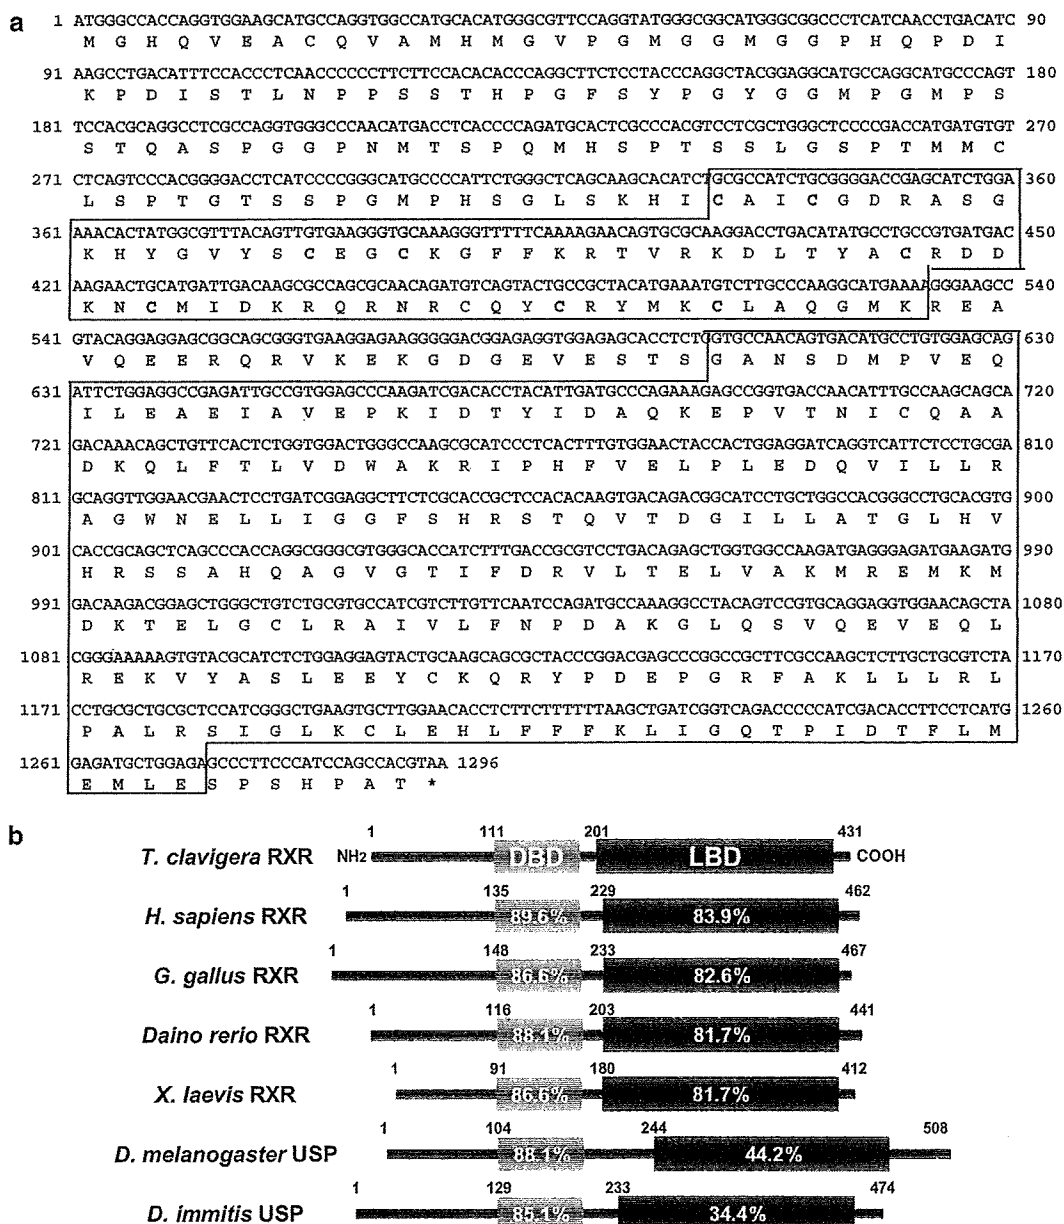 a
1 ATGGGCCACCAGGTGGAAGCATGCCAGGTGGCCATGCACATGGGCGTTCCAGGTATGGGCGGCATGGGCGGCCCTCATCAACCTGACATC 90
M G H Q V E A C Q V A M H M G V P G M G G M G G P H Q P D I
91 AAGCCTGACATTTCCACCCTCAACCCCCCTTCTTCCACACACCCAGGCTTCTCCTACCCAGGCTACGGAGGCATGCCAGGCATGCCCAGT 180
K P D I S T L N P P S S T H P G F S Y P G Y G G M P G M P S
181 TCCACGCAGGCCTCGCCAGGTGGGCCCAACATGACCTCACCCCAGATGCACTCGCCCACGTCCTCGCTGGGCTCCCCGACCATGATGTGT 270
S T Q A S P G G P N M T S P Q M H S P T S S L G S P T M M C
271 CTCAGTCCCACGGGGACCTCATCCCCGGGCATGCCCCATTCTGGGCTCAGCAAGCACATCTGCGCCATCTGCGGGGACCGAGCATCTGGA 360
L S P T G T S S P G M P H S G L S K H I C A I C G D R A S G
361 AAACACTATGGCGTTTACAGTTGTGAAGGGTGCAAAGGGTTTTTCAAAAGAACAGTGCGCAAGGACCTGACATATGCCTGCCGTGATGAC 450
K H Y G V Y S C E G C K G F F K R T V R K D L T Y A C R D D
421 AAGAACTGCATGATTGACAAGCGCCAGCGCAACAGATGTCAGTACTGCCGCTACATGAAATGTCTTGCCCAAGGCATGAAAAGGGAAGCC 540
K N C M I D K R Q R N R C Q Y C R Y M K C L A Q G M K R E A
541 GTACAGGAGGAGCGGCAGCGGGTGAAGGAGAAGGGGGACGGAGAGGTGGAGAGCACCTCTGGTGCCAACAGTGACATGCCTGTGGAGCAG 630
V Q E E R Q R V K E K G D G E V E S T S G A N S D M P V E Q
631 ATTCTGGAGGCCGAGATTGCCGTGGAGCCCAAGATCGACACCTACATTGATGCCCAGAAAGAGCCGGTGACCAACATTTGCCAAGCAGCA 720
I L E A E I A V E P K I D T Y I D A Q K E P V T N I C Q A A
721 GACAAACAGCTGTTCACTCTGGTGGACTGGGCCAAGCGCATCCCTCACTTTGTGGAACTACCACTGGAGGATCAGGTCATTCTCCTGCGA 810
D K Q L F T L V D W A K R I P H F V E L P L E D Q V I L L R
811 GCAGGTTGGAACGAACTCCTGATCGGAGGCTTCTCGCACCGCTCCACACAAGTGACAGACGGCATCCTGCTGGCCACGGGCCTGCACGTG 900
A G W N E L L I G G F S H R S T Q V T D G I L L A T G L H V
901 CACCGCAGCTCAGCCCACCAGGCGGGCGTGGGCACCATCTTTGACCGCGTCCTGACAGAGCTGGTGGCCAAGATGAGGGAGATGAAGATG 990
H R S S A H Q A G V G T I F D R V L T E L V A K M R E M K M
991 GACAAGACGGAGCTGGGCTGTCTGCGTGCCATCGTCTTGTTCAATCCAGATGCCAAAGGCCTACAGTCCGTGCAGGAGGTGGAACAGCTA 1080
D K T E L G C L R A I V L F N P D A K G L Q S V Q E V E Q L
1081 CGGGAAAAAGTGTACGCATCTCTGGAGGAGTACTGCAAGCAGCGCTACCCGGACGAGCCCGGCCGCTTCGCCAAGCTCTTGCTGCGTCTA 1170
R E K V Y A S L E E Y C K Q R Y P D E P G R F A K L L L R L
1171 CCTGCGCTGCGCTCCATCGGGCTGAAGTGCTTGGAACACCTCTTCTTTTTTAAGCTGATCGGTCAGACCCCCATCGACACCTTCCTCATG 1260
P A L R S I G L K C L E H L F F F K L I G Q T P I D T F L M
1261 GAGATGCTGGAGAGCCCTTCCCATCCAGCCACGTAA 1296
E M L E S P S H P A T *
b
1 111 201 431
T. clavigera RXR NH2 DBD LBD COOH
1 135 229 462
H. sapiens RXR 89.6% 83.9%
1 148 233 467
G. gallus RXR 86.6% 82.6%
1 116 203 441
Daino rerio RXR 88.1% 81.7%
1 91 180 412
X. laevis RXR 86.6% 81.7%
1 104 244 508
D. melanogaster USP 88.1% 44.2%
1 129 233 474
D. immitis USP 85.1% 34.4%